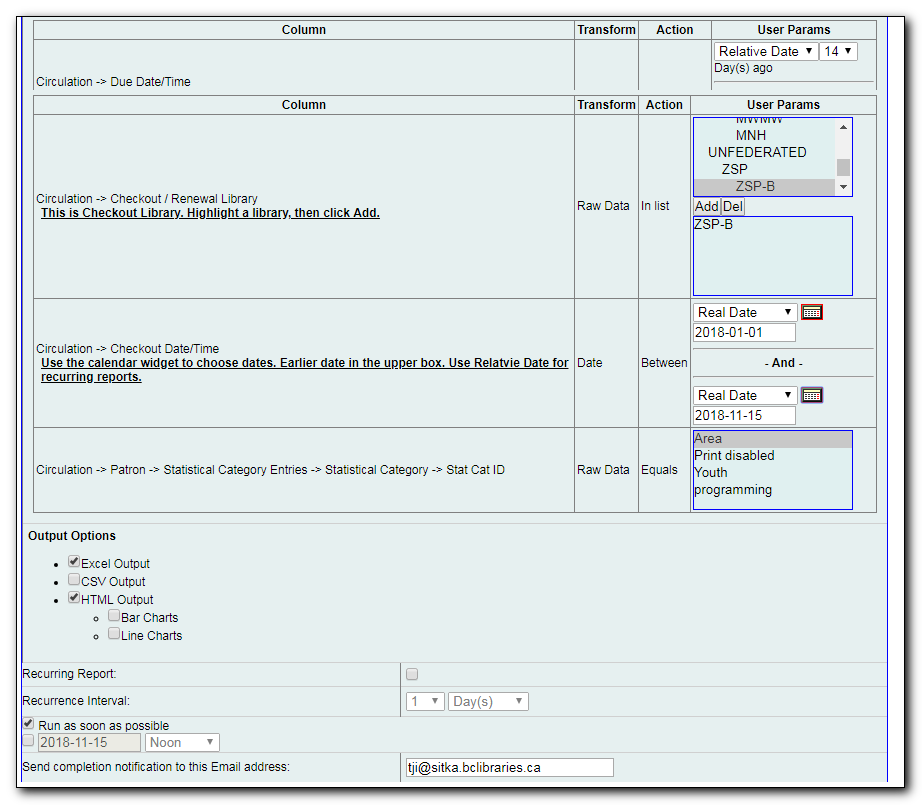 Column Transform Action User Params
Relative Date 14
Day(s) ago
Circulation -> Due Date/Time
Column Transform Action User Params
MWMW
MNH
UNFEDERATED
ZSP
ZSP-B
Circulation -> Checkout / Renewal Library
This is Checkout Library. Highlight a library, then click Add.
Raw Data In list
Add Del
ZSP-B
Real Date
2018-01-01
Circulation -> Checkout Date/Time
Use the calendar widget to choose dates. Earlier date in the upper box. Use Relatvie Date for
recurring reports.
Date Between
- And -
Real Date
2018-11-15
Circulation -> Patron -> Statistical Category Entries -> Statistical Category -> Stat Cat ID Raw Data Equals
Area
Print disabled
Youth
programming
Output Options
Excel Output
CSV Output
HTML Output
Bar Charts
Line Charts
Recurring Report:
Recurrence Interval: 1 Day(s)
Run as soon as possible
2018-11-15 Noon
Send completion notification to this Email address: tji@sitka.bclibraries.ca